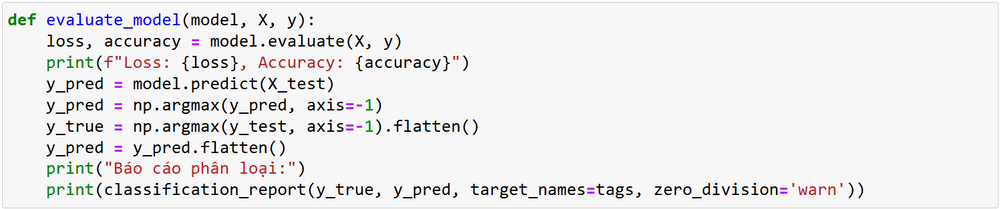 def evaluate_model(model, X, y):
    loss, accuracy = model.evaluate(X, y)
    print(f"Loss: {loss}, Accuracy: {accuracy}")
    y_pred = model.predict(X_test)
    y_pred = np.argmax(y_pred, axis=-1)
    y_true = np.argmax(y_test, axis=-1).flatten()
    y_pred = y_pred.flatten()
    print("Báo cáo phân loại:")
    print(classification_report(y_true, y_pred, target_names=tags, zero_division='warn'))